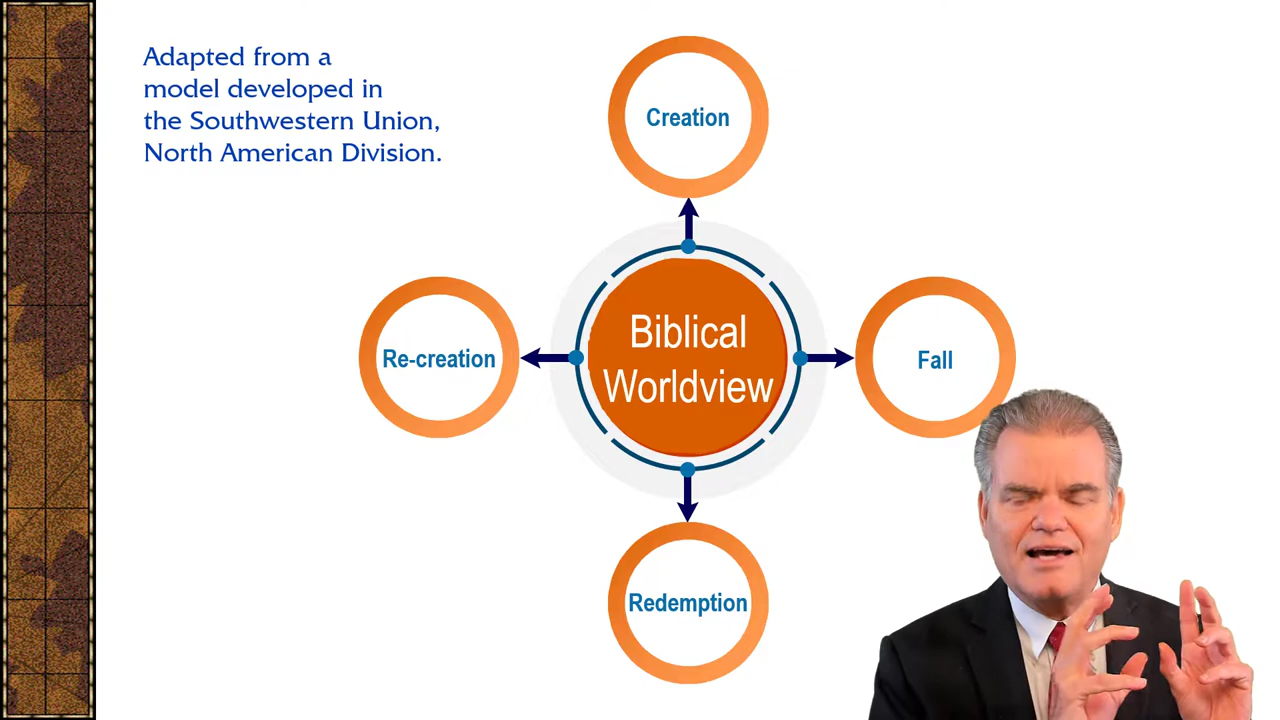 Adapted from a
model developed in
the Southwestern Union,
North American Division.
Creation
Re-creation
Biblical
Worldview
Fall
Redemption